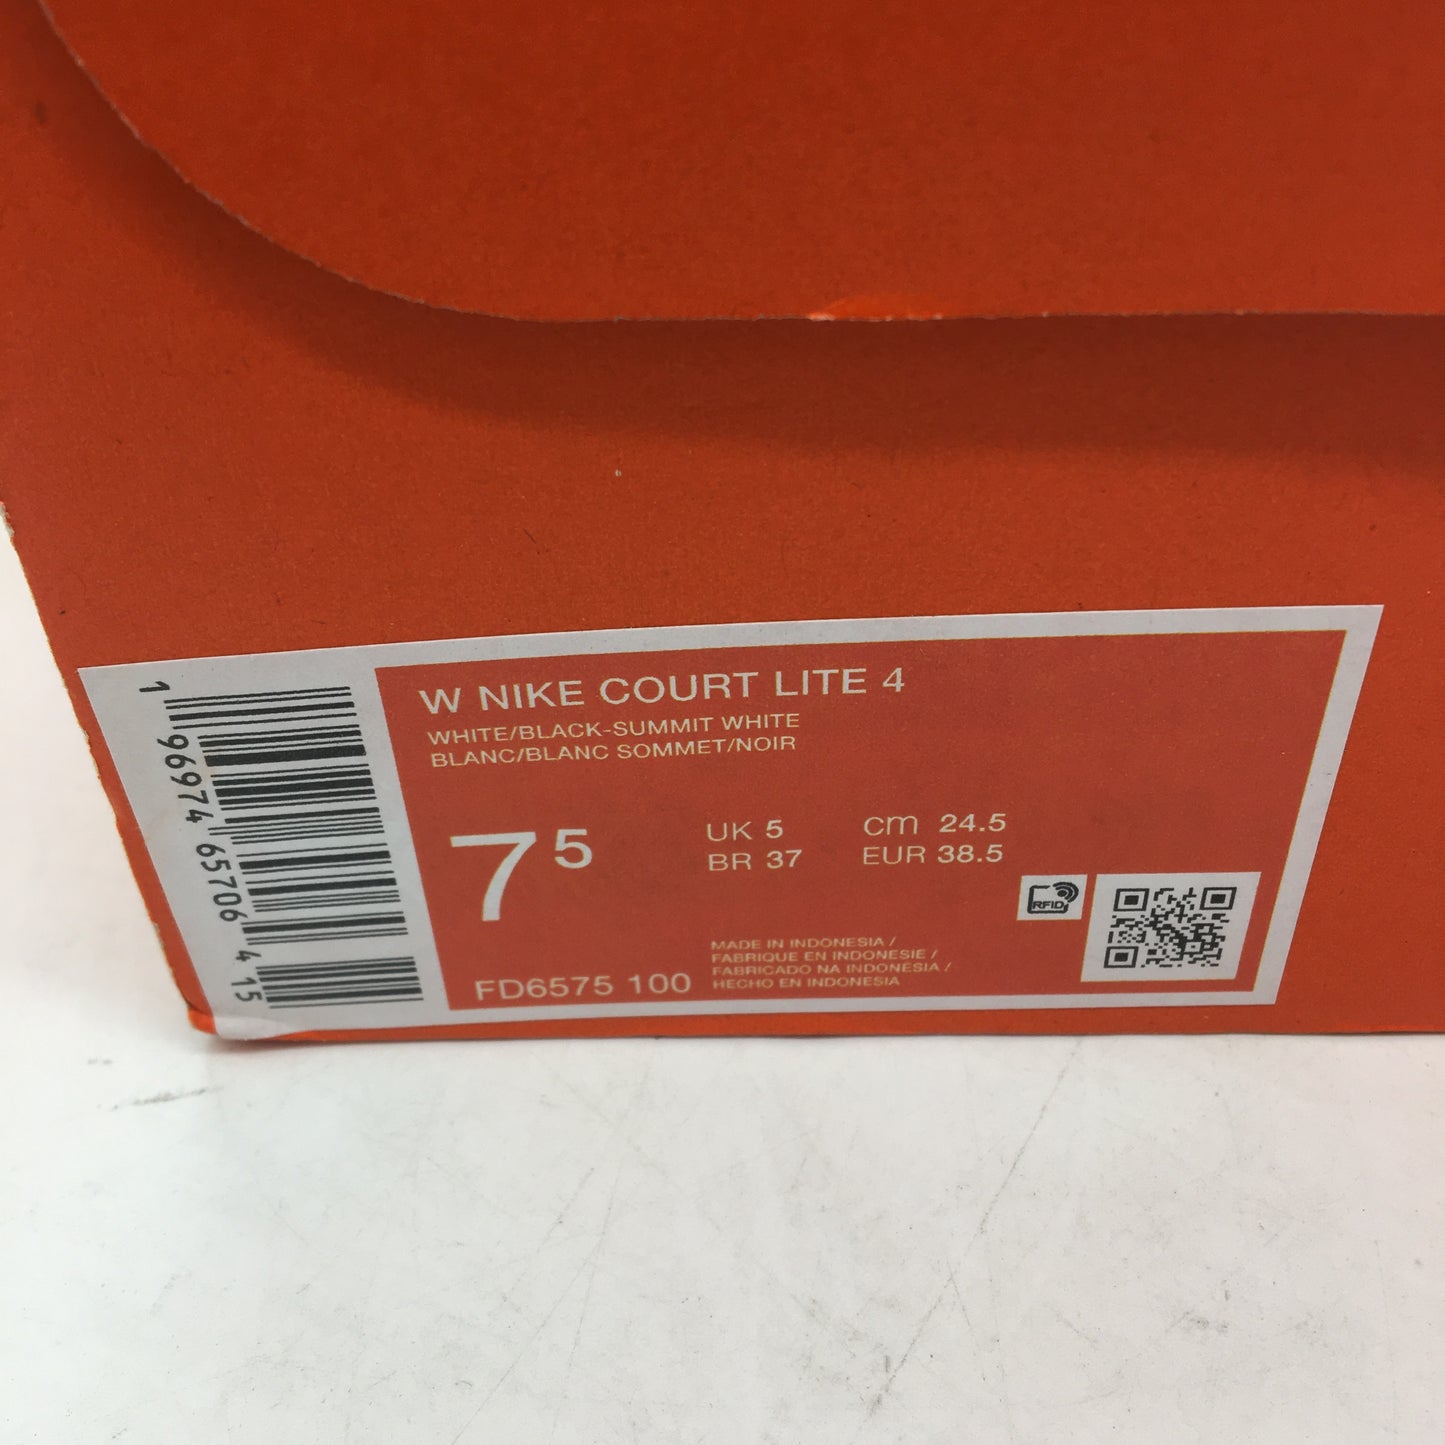 W NIKE COURT LITE 4
WHITE/BLACK-SUMMIT WHITE
BLANC/BLANC SOMMET/NOIR
7 5
UK 5
cm 24.5
BR 37
EUR 38.5
RFID
MADE IN INDONESIA /
FABRIQUE EN INDONESIE /
FABRICADO NA INDONESIA /
HECHO EN INDONESIA
FD6575 100
1 96974 65706 4 15